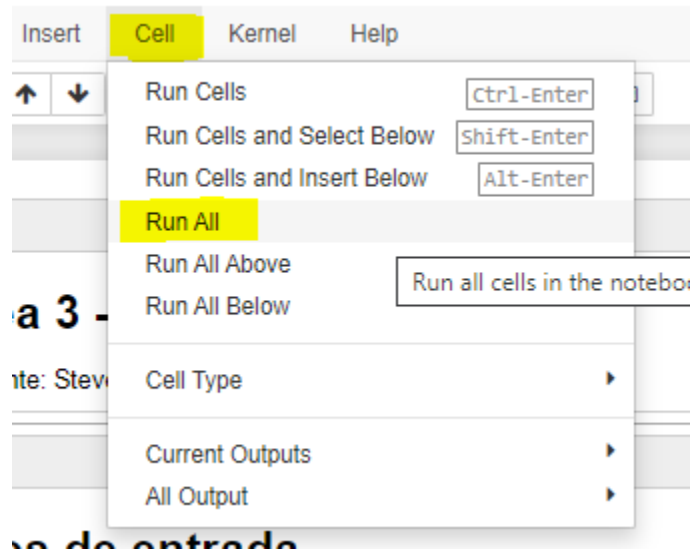 Insert Cell Kernel Help
Run Cells Ctrl-Enter
Run Cells and Select Below Shift-Enter
Run Cells and Insert Below Alt-Enter
Run All
Run All Above
Run all cells in the notebo
Run All Below
a 3 -
nte: Stev
Cell Type
Current Outputs
All Output
de entrada